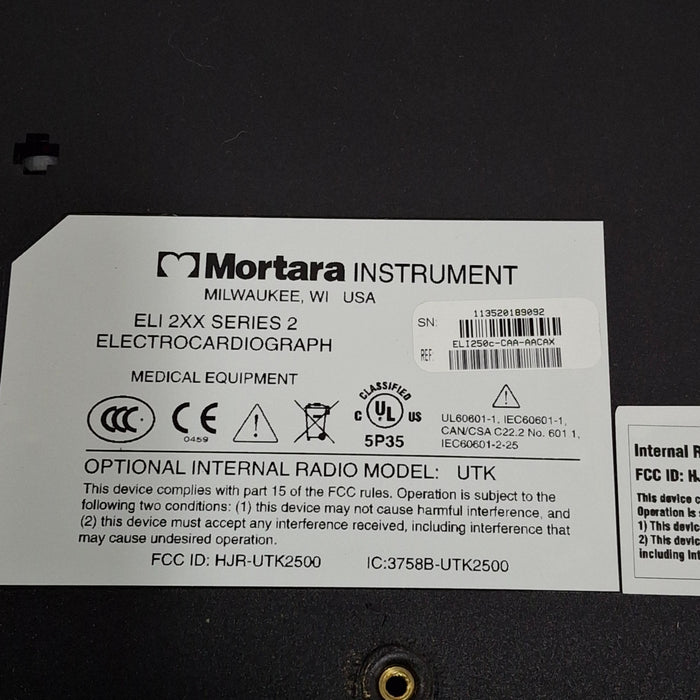 Mortara INSTRUMENT
MILWAUKEE, WI USA
ELI 2XX SERIES 2
ELECTROCARDIOGRAPH
SN: 113520189092
REF: ELI250c-CAA-AACAX
MEDICAL EQUIPMENT
CCC
CE
0459
CLASSIFIED
C UL US
5P35
UL60601-1, IEC60601-1,
CAN/CSA C22.2 No. 601 1,
IEC60601-2-25
OPTIONAL INTERNAL RADIO MODEL: UTK
This device complies with part 15 of the FCC rules. Operation is subject to the
following two conditions: (1) this device may not cause harmful interference, and
(2) this device must accept any interference received, including interference that
may cause undesired operation.
FCC ID: HJR-UTK2500 IC:3758B-UTK2500
Internal
FCC ID:
This device
Operation is
1) This
2) This
including